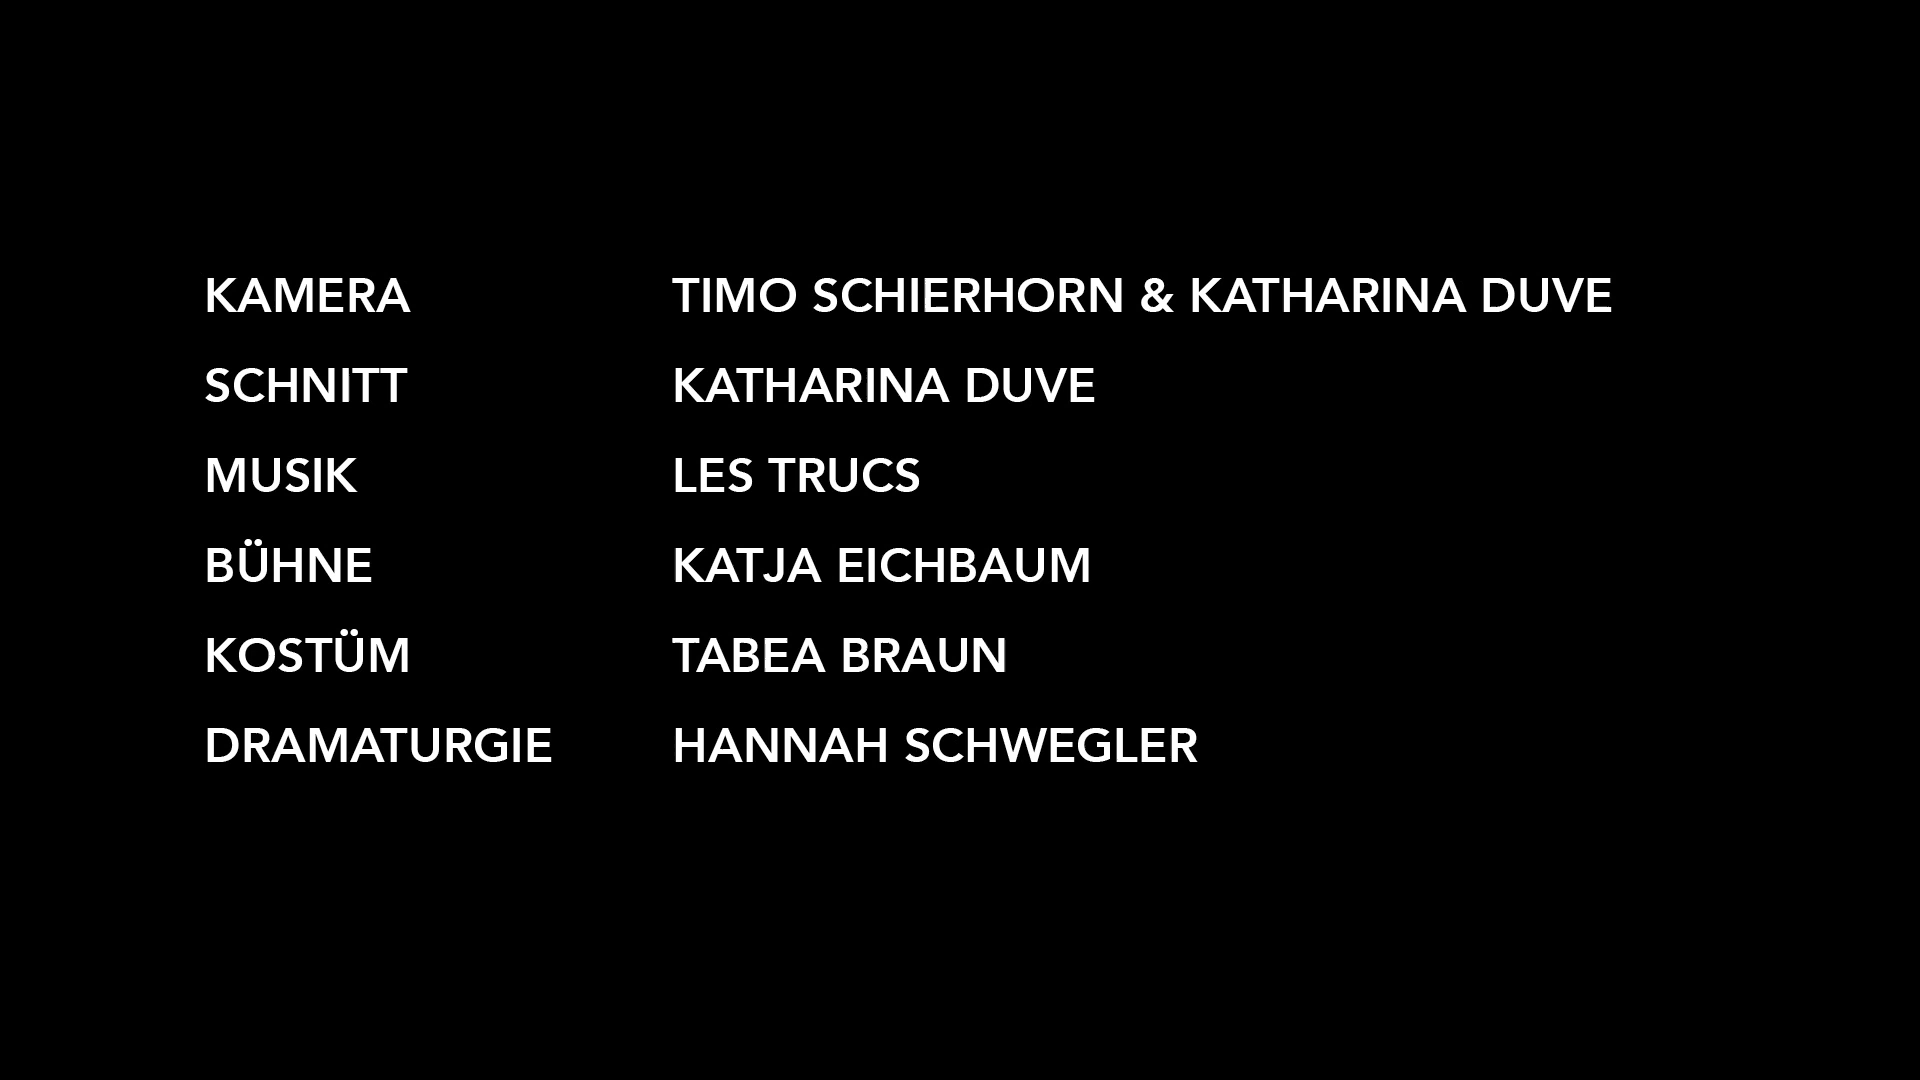 KAMERA TIMO SCHIERHORN & KATHARINA DUVE
SCHNITT KATHARINA DUVE
MUSIK LES TRUCS
BÜHNE KATJA EICHBAUM
KOSTÜM TABEA BRAUN
DRAMATURGIE HANNAH SCHWEGLER